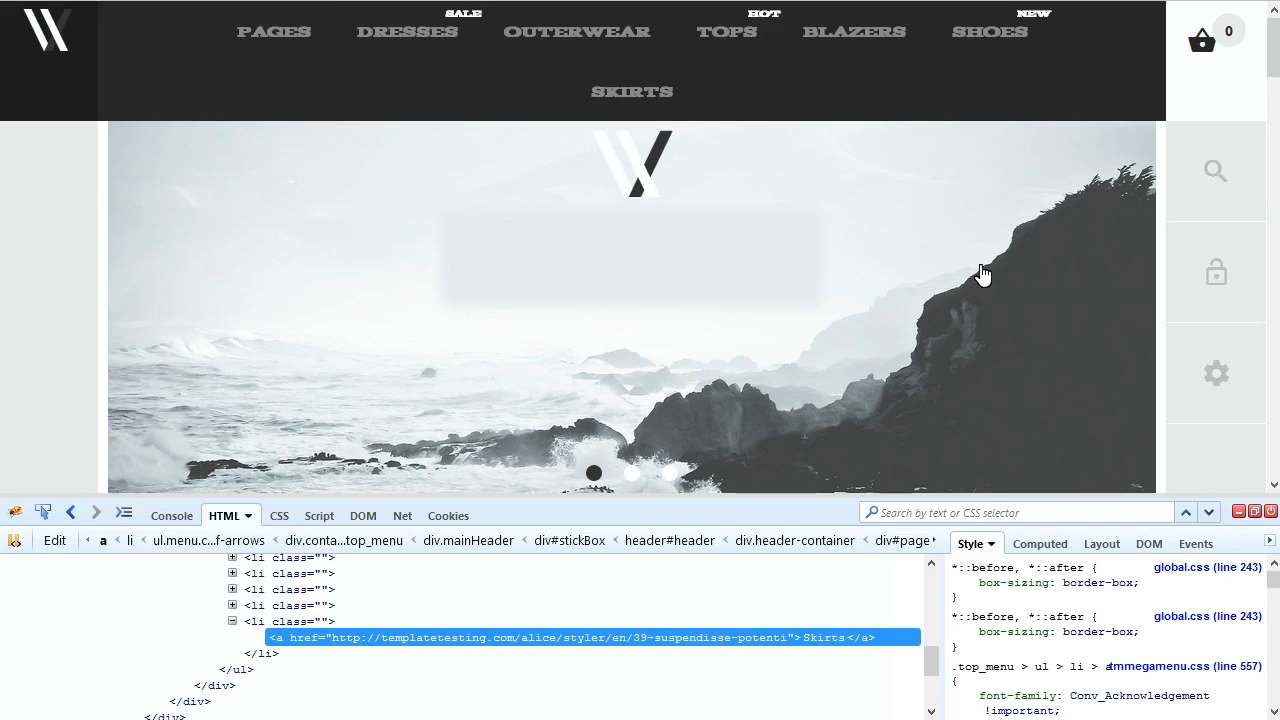 SALE HOT NEW
PAGES DRESSES OUTERWEAR TOPS BLAZERS SHOES
0
SKIRTS
Console HTML CSS Script DOM Net Cookies
Search by text or CSS selector
Edit a li ul.menu.c...f-arrows div.conta...top_menu div.mainHeader div#stickBox header#header div.header-container div#page
Style Computed Layout DOM Events
<li class="">
<li class="">
<li class="">
<li class="">
<li class="">
<a href="http://templatetesting.com/alice/styler/en/39-suspendisse-potenti">Skirts</a>
</li>
</ul>
</div>
</div>
</div>
*::before, *::after { global.css (line 243)
box-sizing: border-box;
}
*::before, *::after { global.css (line 243)
box-sizing: border-box;
}
.top_menu > ul > li > a tmmegamenu.css (line 557)
{
font-family: Conv_Acknowledgement
!important;